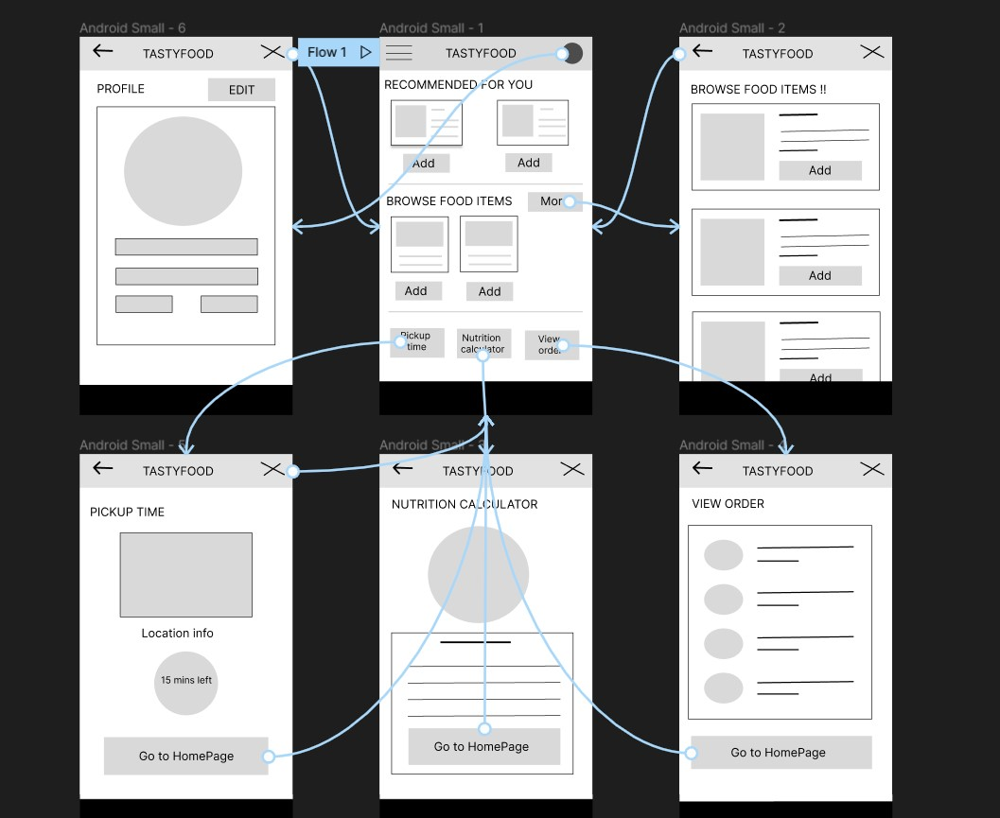 Android Small - 6
TASTYFOOD
PROFILE
EDIT
Flow 1
Android Small - 1
TASTYFOOD
RECOMMENDED FOR YOU
Add
Add
BROWSE FOOD ITEMS
Mor
Add
Add
Pickup
time
Nutrition
calculator
View
order
Android Small - 2
TASTYFOOD
BROWSE FOOD ITEMS !!
Add
Add
Add
Android Small -
TASTYFOOD
PICKUP TIME
Location info
15 mins left
Go to HomePage
Android Small -
TASTYFOOD
NUTRITION CALCULATOR
Go to HomePage
Android Small -
TASTYFOOD
VIEW ORDER
Go to HomePage